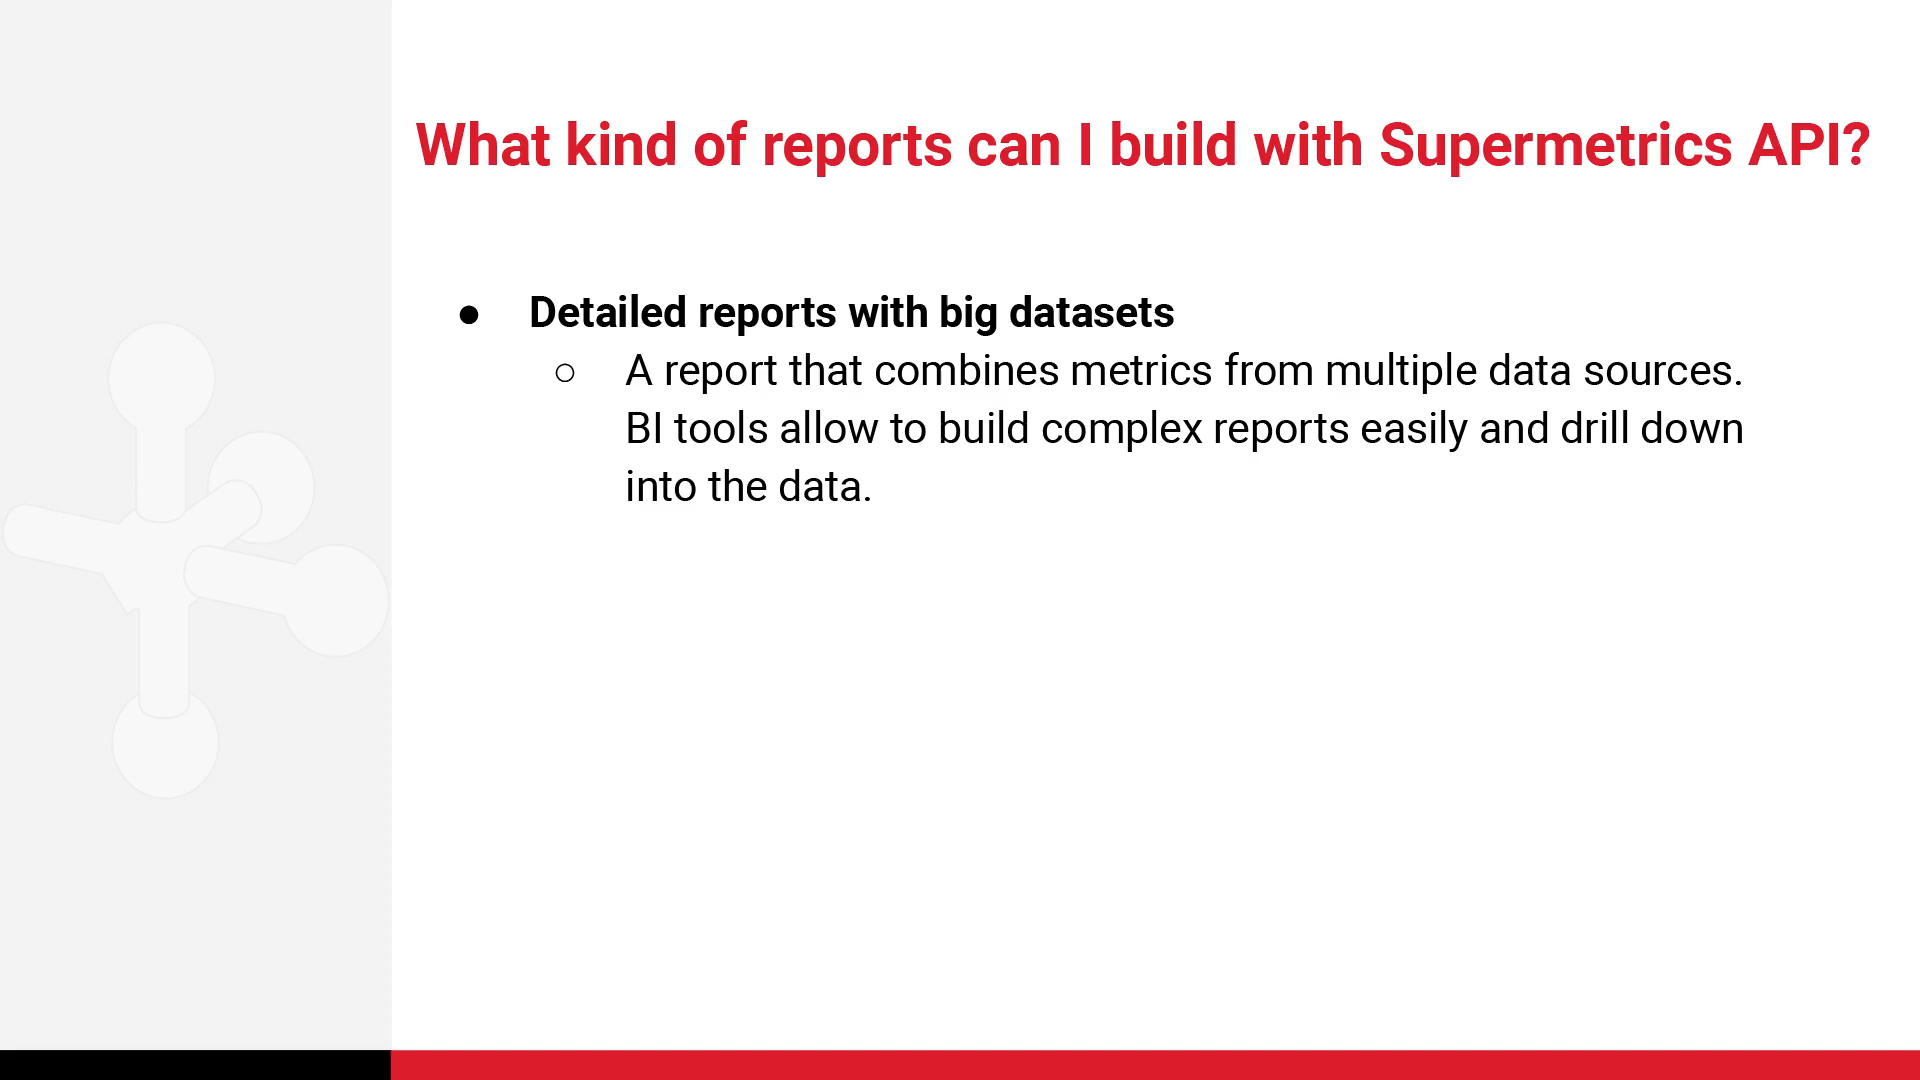 What kind of reports can I build with Supermetrics API?
● Detailed reports with big datasets
○ A report that combines metrics from multiple data sources.
BI tools allow to build complex reports easily and drill down
into the data.